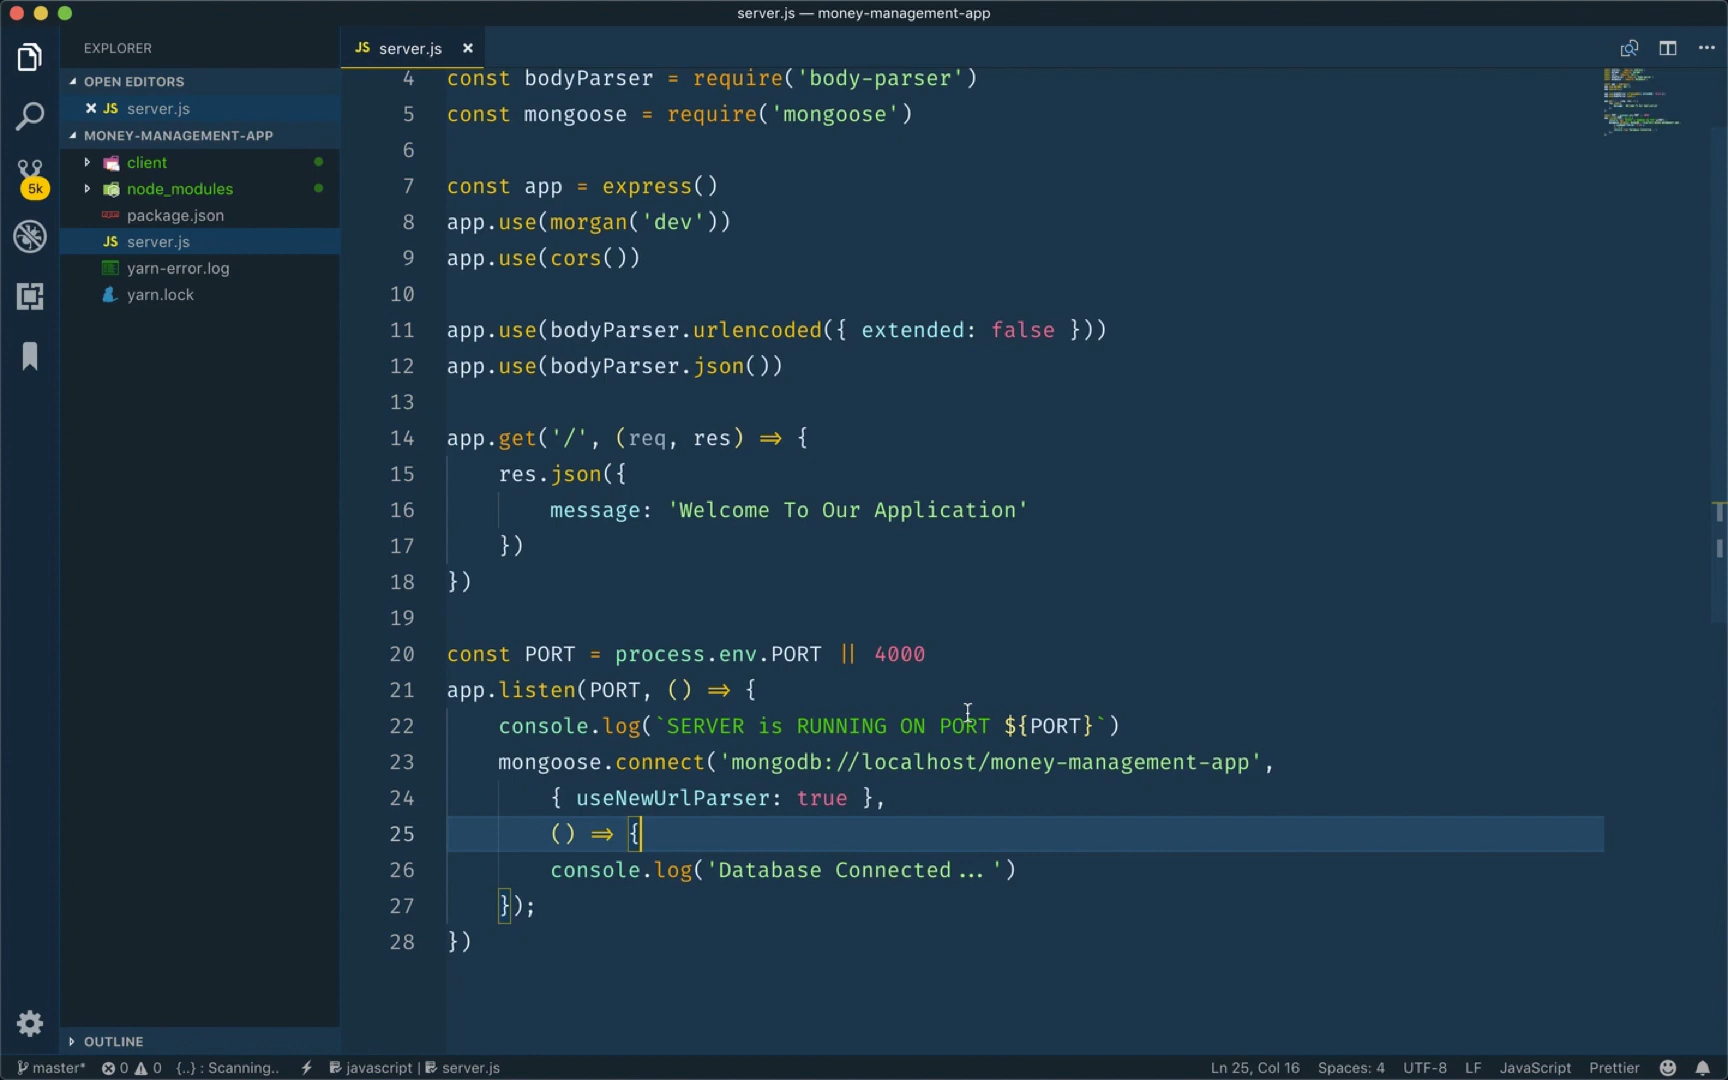 server.js — money-management-app
EXPLORER
OPEN EDITORS
JS server.js
MONEY-MANAGEMENT-APP
client
node_modules
package.json
JS server.js
yarn-error.log
yarn.lock
OUTLINE
5k
JS server.js
4 const bodyParser = require('body-parser')
5 const mongoose = require('mongoose')
6
7 const app = express()
8 app.use(morgan('dev'))
9 app.use(cors())
10
11 app.use(bodyParser.urlencoded({ extended: false }))
12 app.use(bodyParser.json())
13
14 app.get('/', (req, res) => {
15 res.json({
16 message: 'Welcome To Our Application'
17 })
18 })
19
20 const PORT = process.env.PORT || 4000
21 app.listen(PORT, () => {
22 console.log(`SERVER is RUNNING ON PORT ${PORT}`)
23 mongoose.connect('mongodb://localhost/money-management-app',
24 { useNewUrlParser: true },
25 () => {
26 console.log('Database Connected...')
27 });
28 })
master* 0 0 {..} : Scanning.. javascript | server.js Ln 25, Col 16 Spaces: 4 UTF-8 LF JavaScript Prettier